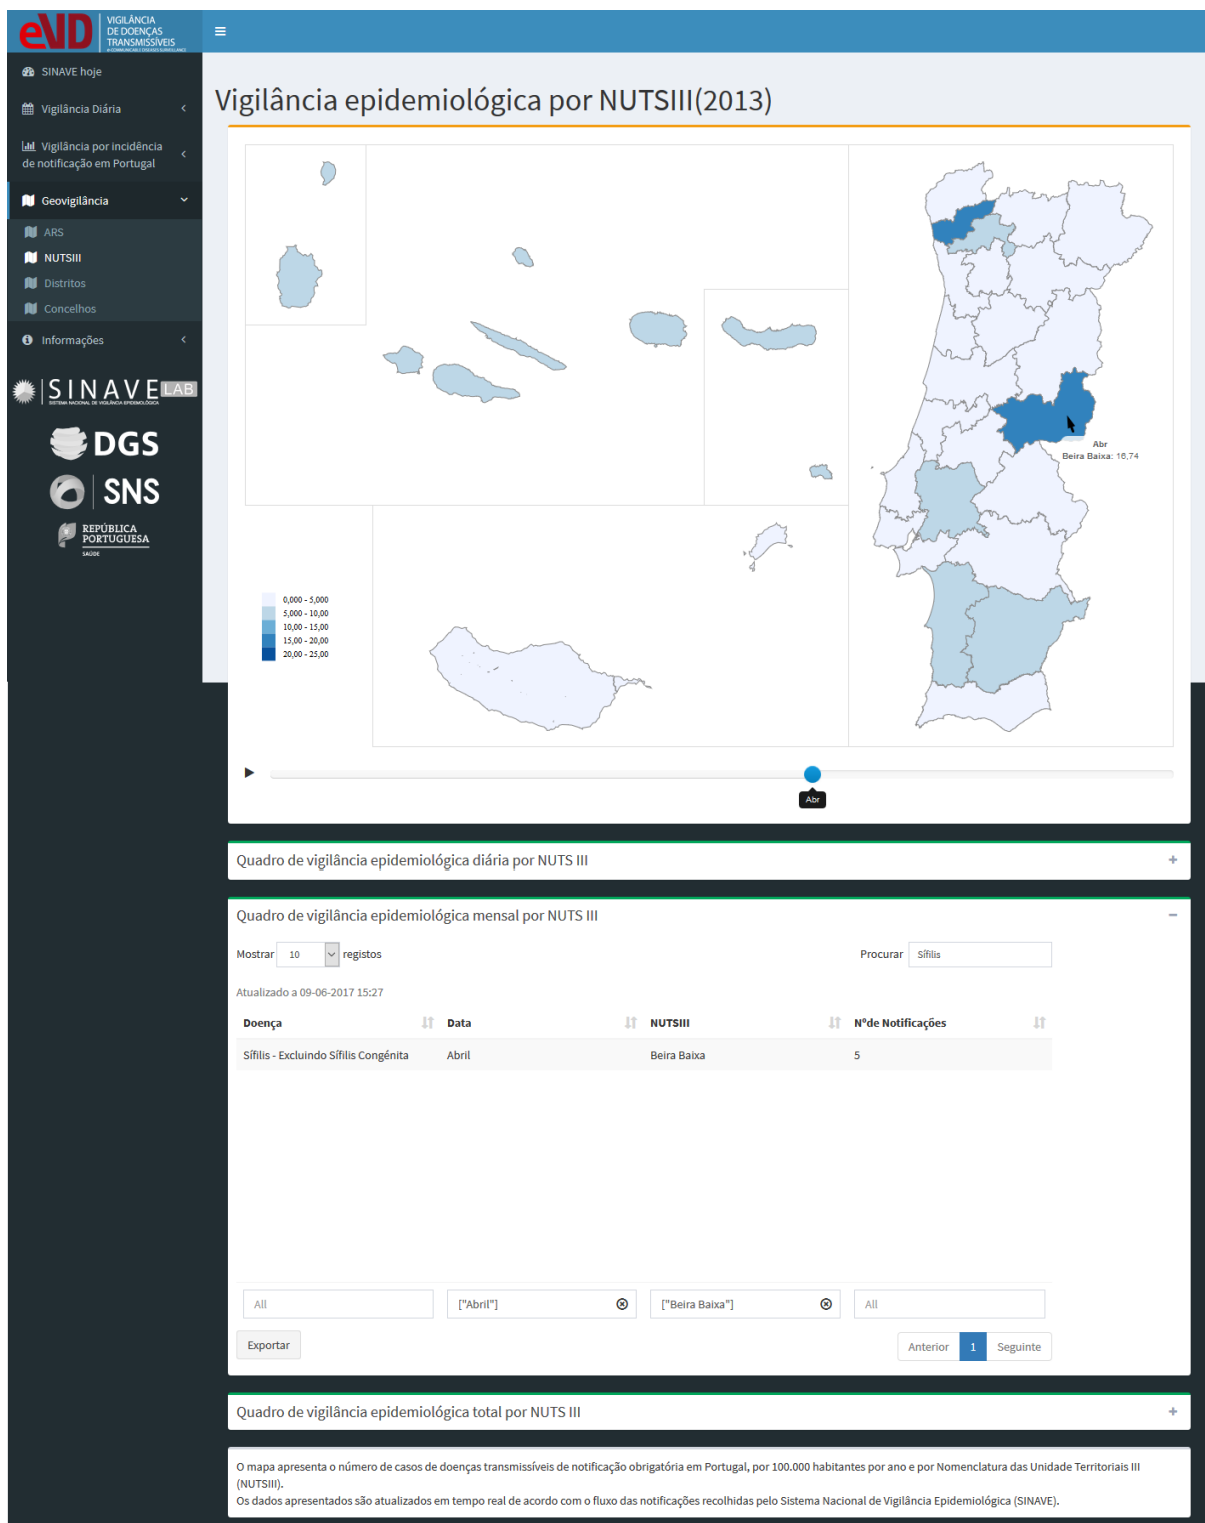 eVD
VIGILÂNCIA
DE DOENÇAS
TRANSMISSÍVEIS
SINAVE hoje
Vigilância Diária
Vigilância por incidência
de notificação em Portugal
Geovigilância
ARS
NUTSIII
Distritos
Concelhos
Informações
SINAVE LAB
SISTEMA NACIONAL DE VIGILÂNCIA EPIDEMIOLÓGICA
DGS
SNS
REPÚBLICA
PORTUGUESA
SAÚDE
Vigilância epidemiológica por NUTSIII(2013)
Abr
Beira Baixa: 16,74
0,000 - 5,000
5,000 - 10,00
10,00 - 15,00
15,00 - 20,00
20,00 - 25,00
Abr
Quadro de vigilância epidemiológica diária por NUTS III
Quadro de vigilância epidemiológica mensal por NUTS III
Mostrar 10 registos
Procurar Sífilis
Atualizado a 09-06-2017 15:27
Doença Data NUTSIII Nºde Notificações
Sífilis - Excluindo Sífilis Congénita Abril Beira Baixa 5
All ["Abril"] ["Beira Baixa"] All
Exportar
Anterior 1 Seguinte
Quadro de vigilância epidemiológica total por NUTS III
O mapa apresenta o número de casos de doenças transmissíveis de notificação obrigatória em Portugal, por 100.000 habitantes por ano e por Nomenclatura das Unidade Territoriais III
(NUTSIII).
Os dados apresentados são atualizados em tempo real de acordo com o fluxo das notificações recolhidas pelo Sistema Nacional de Vigilância Epidemiológica (SINAVE).